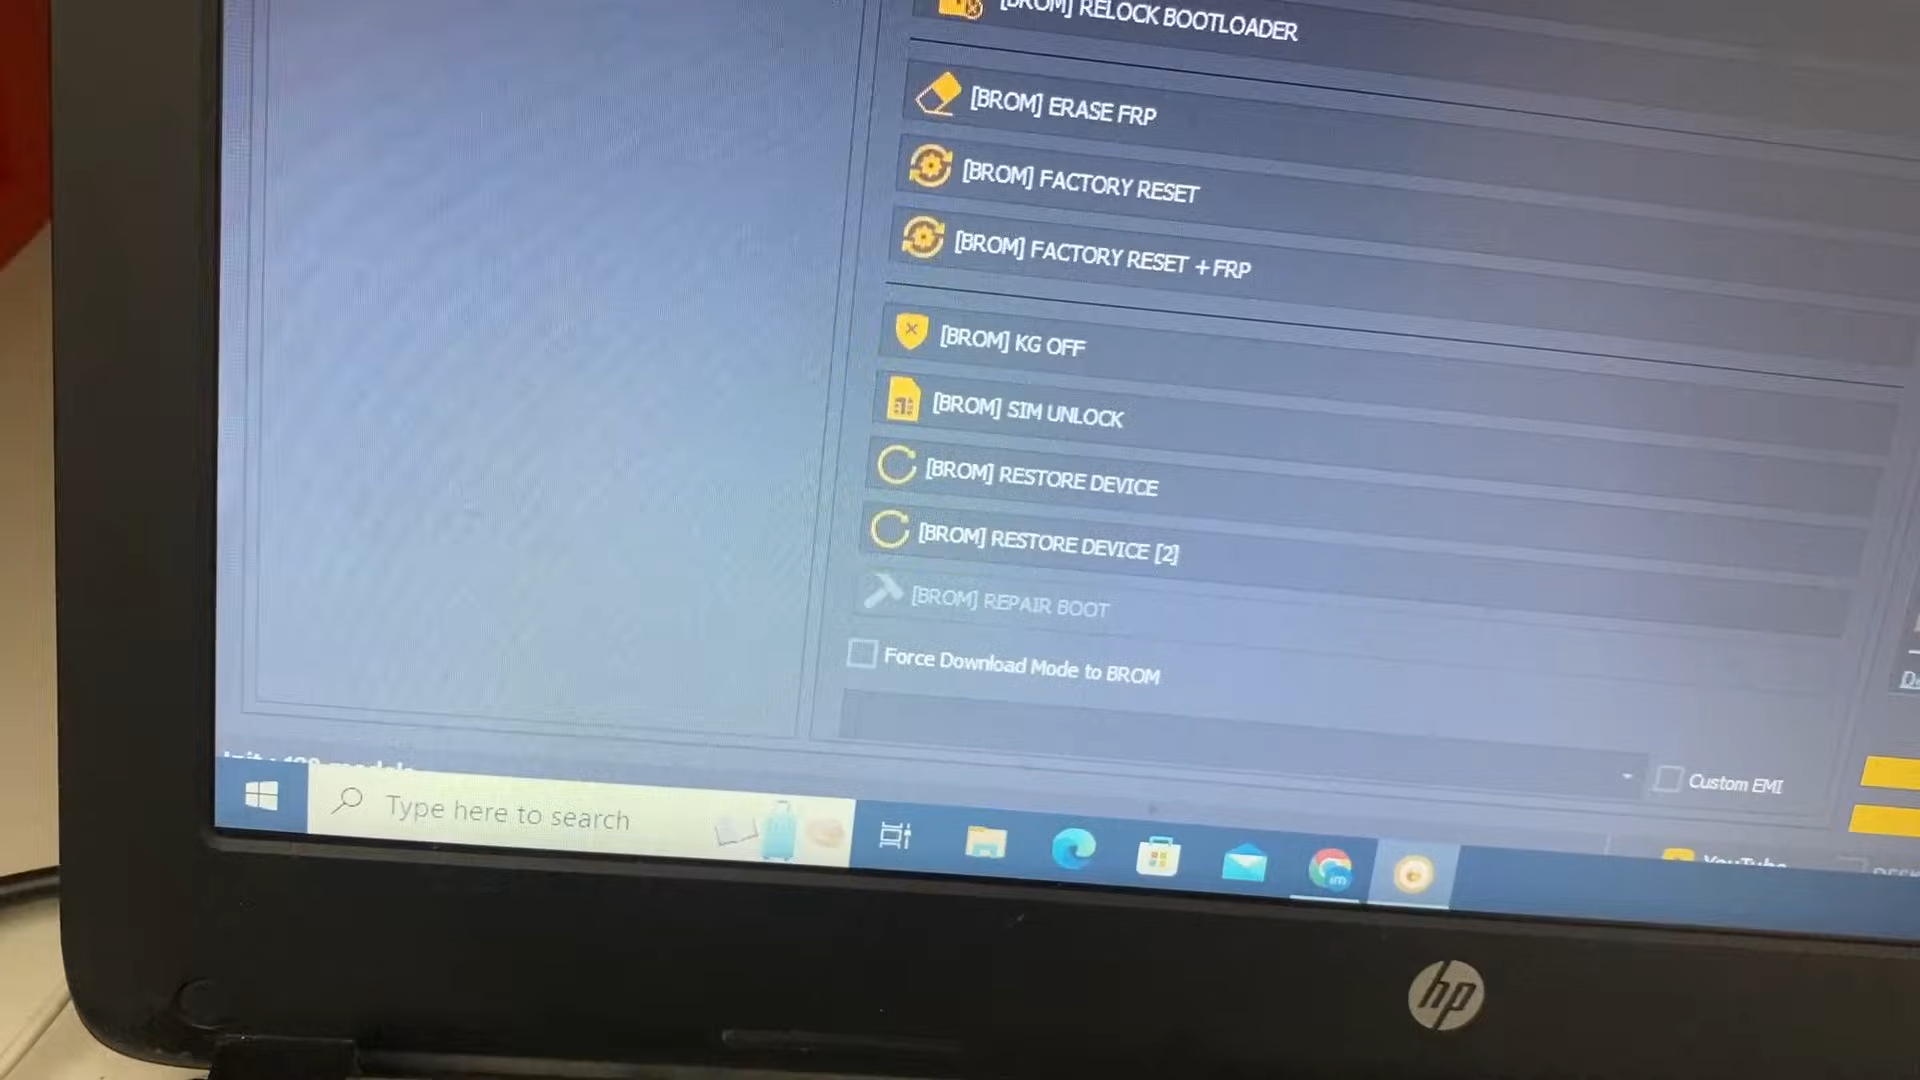 [BROM] RELOCK BOOTLOADER
[BROM] ERASE FRP
[BROM] FACTORY RESET
[BROM] FACTORY RESET + FRP
[BROM] KG OFF
[BROM] SIM UNLOCK
[BROM] RESTORE DEVICE
[BROM] RESTORE DEVICE [2]
[BROM] REPAIR BOOT
Force Download Mode to BROM
Custom EMI
YouTube
Type here to search
im
hp